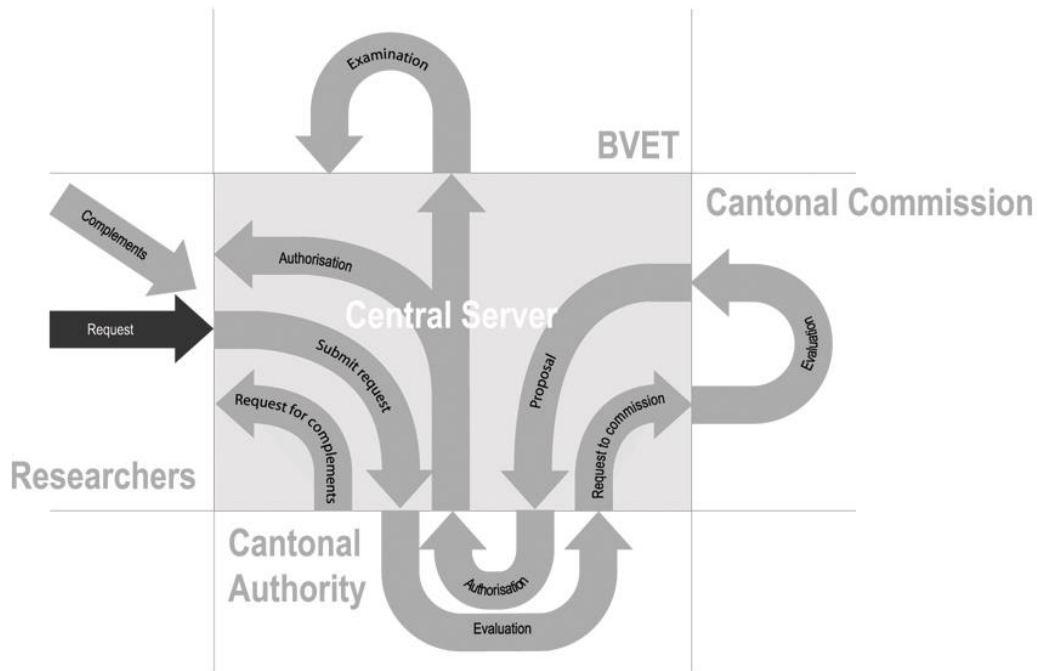 Examination
BVET
Cantonal Commission
Complements
Authorisation
Central Server
Request
Submit request
Proposal
Evaluation
Request for complements
Request to commission
Researchers
Cantonal
Authority
Authorisation
Evaluation